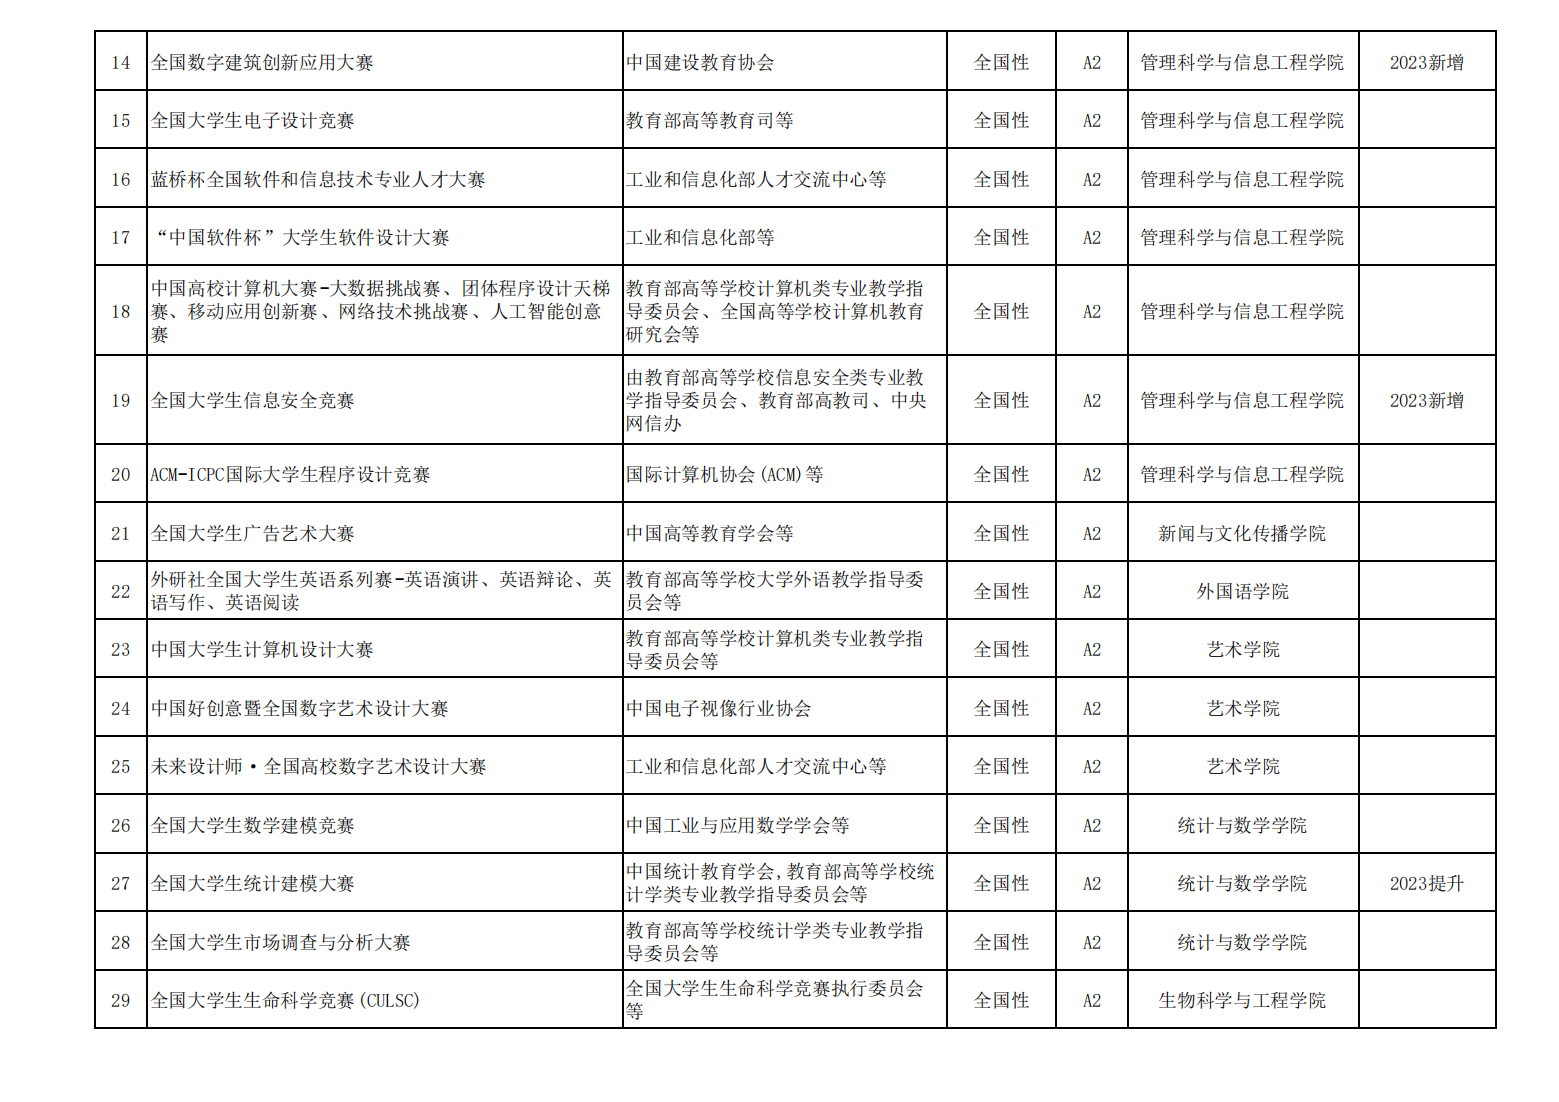 14 全国数字建筑创新应用大赛 中国建设教育协会 全国性 A2 管理科学与信息工程学院 2023新增
15 全国大学生电子设计竞赛 教育部高等教育司等 全国性 A2 管理科学与信息工程学院
16 蓝桥杯全国软件和信息技术专业人才大赛 工业和信息化部人才交流中心等 全国性 A2 管理科学与信息工程学院
17 “中国软件杯”大学生软件设计大赛 工业和信息化部等 全国性 A2 管理科学与信息工程学院
18 中国高校计算机大赛-大数据挑战赛、团体程序设计天梯
赛、移动应用创新赛、网络技术挑战赛、人工智能创意
赛 教育部高等学校计算机类专业教学指
导委员会、全国高等学校计算机教育
研究会等 全国性 A2 管理科学与信息工程学院
19 全国大学生信息安全竞赛 由教育部高等学校信息安全类专业教
学指导委员会、教育部高教司、中央
网信办 全国性 A2 管理科学与信息工程学院 2023新增
20 ACM-ICPC国际大学生程序设计竞赛 国际计算机协会(ACM)等 全国性 A2 管理科学与信息工程学院
21 全国大学生广告艺术大赛 中国高等教育学会等 全国性 A2 新闻与文化传播学院
22 外研社全国大学生英语系列赛-英语演讲、英语辩论、英
语写作、英语阅读 教育部高等学校大学外语教学指导委
员会等 全国性 A2 外国语学院
23 中国大学生计算机设计大赛 教育部高等学校计算机类专业教学指
导委员会等 全国性 A2 艺术学院
24 中国好创意暨全国数字艺术设计大赛 中国电子视像行业协会 全国性 A2 艺术学院
25 未来设计师·全国高校数字艺术设计大赛 工业和信息化部人才交流中心等 全国性 A2 艺术学院
26 全国大学生数学建模竞赛 中国工业与应用数学学会等 全国性 A2 统计与数学学院
27 全国大学生统计建模大赛 中国统计教育学会,教育部高等学校统
计学类专业教学指导委员会等 全国性 A2 统计与数学学院 2023提升
28 全国大学生市场调查与分析大赛 教育部高等学校统计学类专业教学指
导委员会等 全国性 A2 统计与数学学院
29 全国大学生生命科学竞赛(CULSC) 全国大学生生命科学竞赛执行委员会
等 全国性 A2 生物科学与工程学院